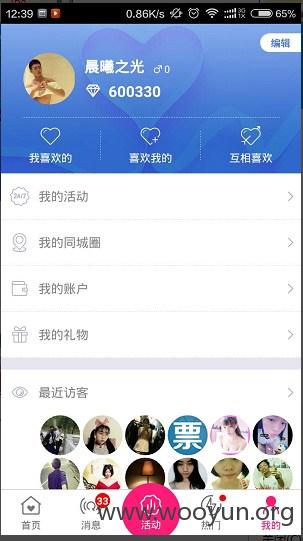 12:39 0.86K/s 3G 1X 65%
编辑
晨曦之光 ♂0
600330
我喜欢的 喜欢我的 互相喜欢
24/7 我的活动
我的同城圈
我的账户
我的礼物
最近访客
票
33
首页 消息 活动 热门 我的
www.wooyun.org